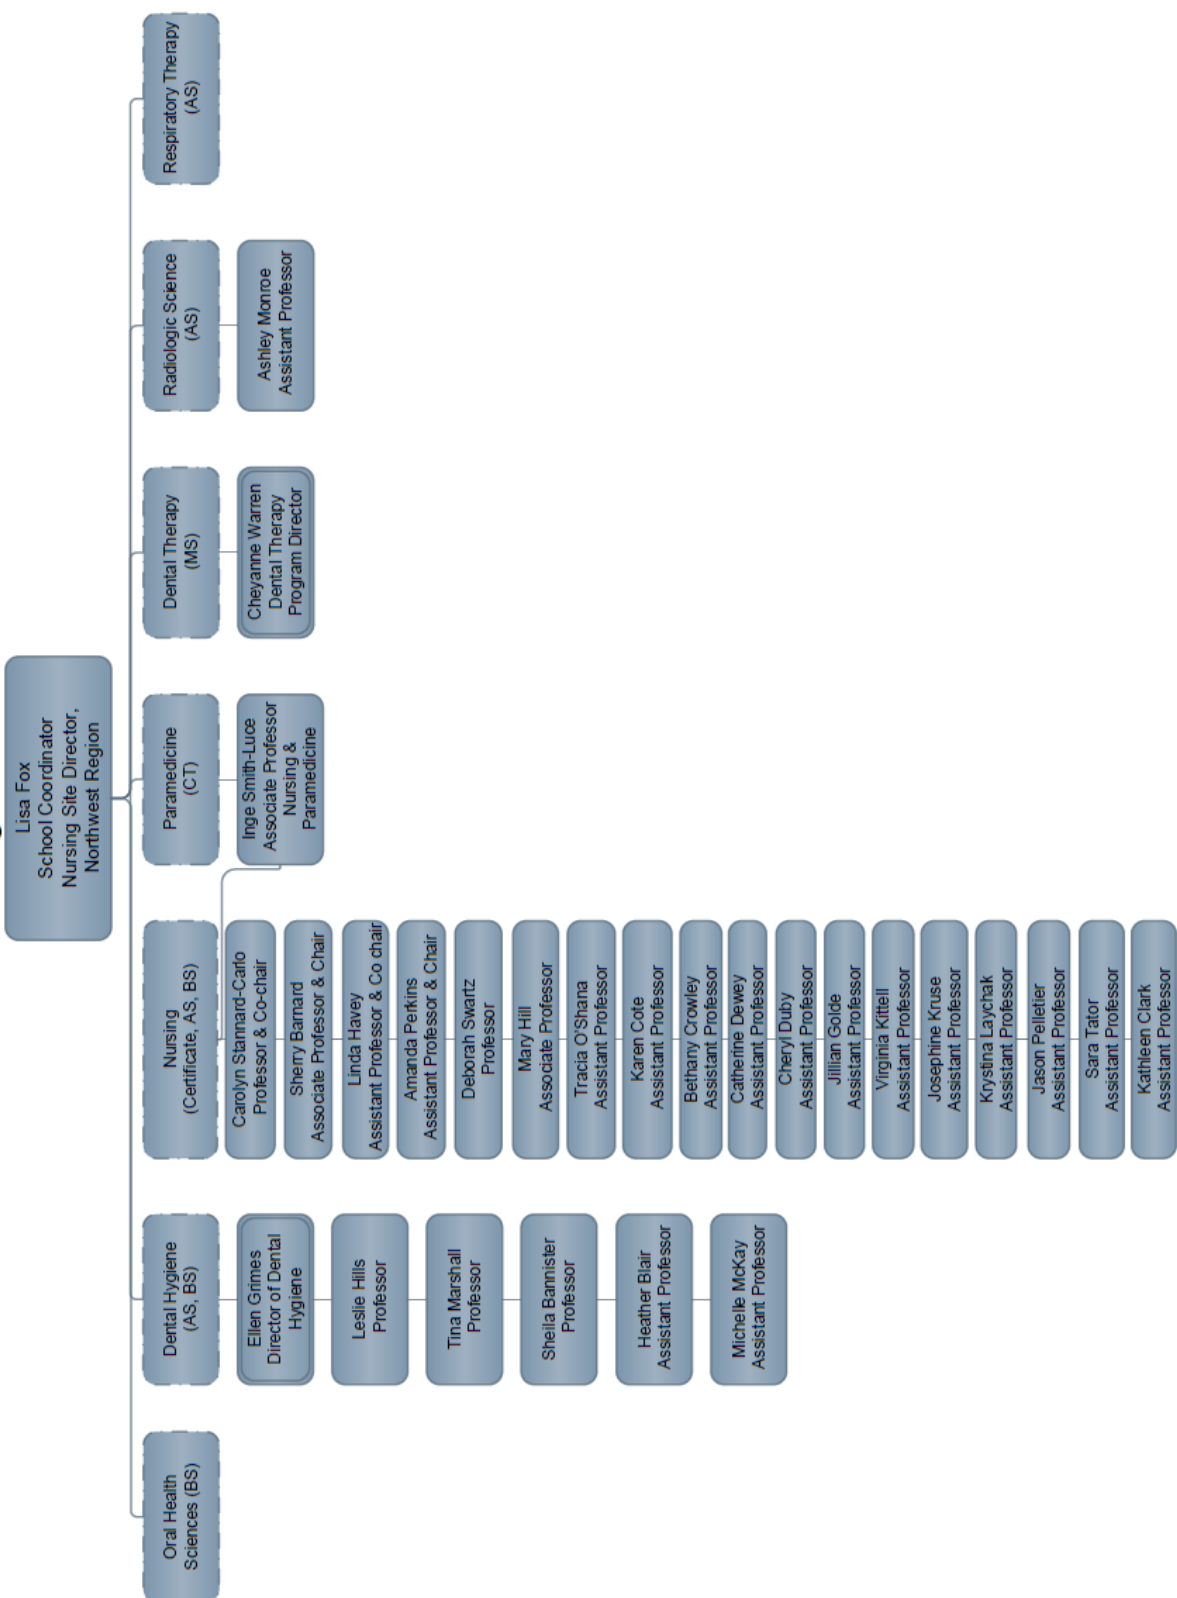 Lisa Fox
School Coordinator
Nursing Site Director,
Northwest Region
Oral Health
Sciences (BS)
Dental Hygiene
(AS, BS)
Ellen Grimes
Director of Dental
Hygiene
Leslie Hills
Professor
Tina Marshall
Professor
Sheila Bannister
Professor
Heather Blair
Assistant Professor
Michelle McKay
Assistant Professor
Nursing
(Certificate, AS, BS)
Carolyn Stannard-Carlo
Professor & Co-chair
Sherry Barnard
Associate Professor & Chair
Linda Havey
Assistant Professor & Co chair
Amanda Perkins
Assistant Professor & Chair
Deborah Swartz
Professor
Mary Hill
Associate Professor
Tracia O'Shana
Assistant Professor
Karen Cote
Assistant Professor
Bethany Crowley
Assistant Professor
Catherine Dewey
Assistant Professor
Cheryl Duby
Assistant Professor
Jillian Golde
Assistant Professor
Virginia Kittell
Assistant Professor
Josephine Kruse
Assistant Professor
Krystina Laychak
Assistant Professor
Jason Pelletier
Assistant Professor
Sara Tator
Assistant Professor
Kathleen Clark
Assistant Professor
Paramedicine
(CT)
Inge Smith-Luce
Associate Professor
Nursing &
Paramedicine
Dental Therapy
(MS)
Cheyanne Warren
Dental Therapy
Program Director
Radiologic Science
(AS)
Ashley Monroe
Assistant Professor
Respiratory Therapy
(AS)